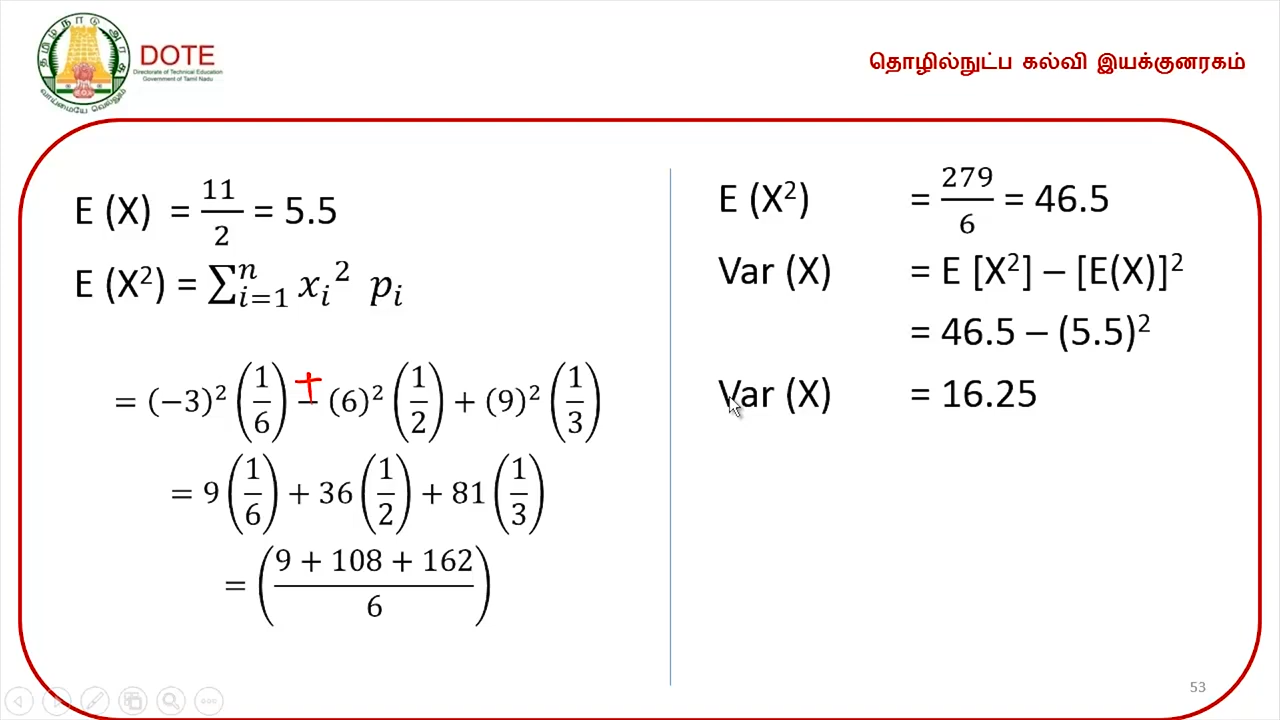 தமிழ்நாடு அரசு
வாய்மையே வெல்லும்
DOTE
Directorate of Technical Education
Government of Tamil Nadu
தொழில்நுட்ப கல்வி இயக்குனரகம்
E (X) = 11/2 = 5.5
E (X²) = ∑ᵢ₌₁ⁿ xᵢ² pᵢ
= (−3)² (1/6) + − (6)² (1/2) + (9)² (1/3)
= 9 (1/6) + 36 (1/2) + 81 (1/3)
= ((9 + 108 + 162)/6)
E (X²) = 279/6 = 46.5
Var (X) = E [X²] – [E(X)]²
= 46.5 – (5.5)²
Var (X) = 16.25
53